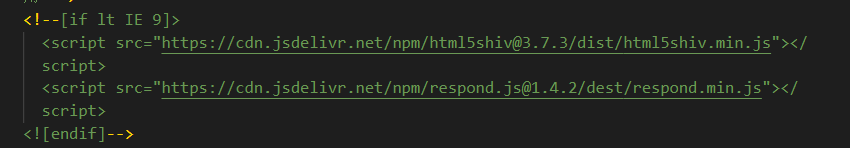 <!--[if lt IE 9]>
<script src="https://cdn.jsdelivr.net/npm/html5shiv@3.7.3/dist/html5shiv.min.js"></
script>
<script src="https://cdn.jsdelivr.net/npm/respond.js@1.4.2/dest/respond.min.js"></
script>
<![endif]-->